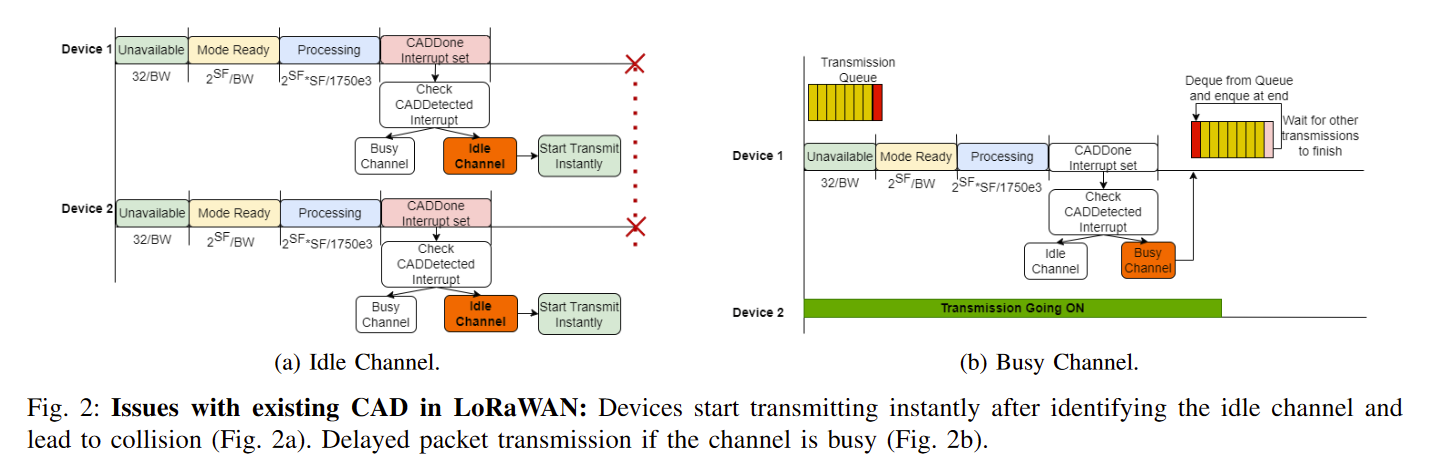 Device 1
Unavailable
Mode Ready
Processing
CADDone
Interrupt set
32/BW
2SF/BW
2SF*SF/1750e3
Check
CADDetected
Interrupt
Busy
Channel
Idle
Channel
Start Transmit
Instantly
Device 2
Unavailable
Mode Ready
Processing
CADDone
Interrupt set
32/BW
2SF/BW
2SF*SF/1750e3
Check
CADDetected
Interrupt
Busy
Channel
Idle
Channel
Start Transmit
Instantly
(a) Idle Channel.
Transmission
Queue
Deque from Queue
and enque at end
Wait for other
transmissions
to finish
Device 1
Unavailable
Mode Ready
Processing
CADDone
Interrupt set
32/BW
2SF/BW
2SF*SF/1750e3
Check
CADDetected
Interrupt
Idle
Channel
Busy
Channel
Device 2
Transmission Going ON
(b) Busy Channel.
Fig. 2: Issues with existing CAD in LoRaWAN: Devices start transmitting instantly after identifying the idle channel and
lead to collision (Fig. 2a). Delayed packet transmission if the channel is busy (Fig. 2b).